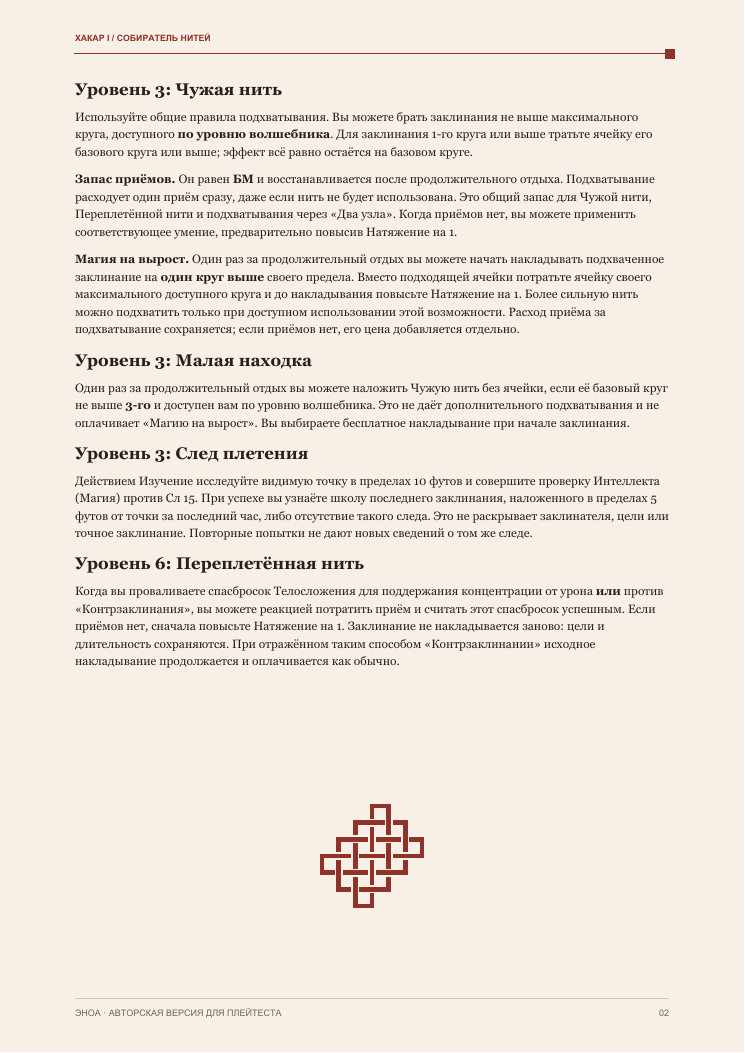 ХАКАР I / СОБИРАТЕЛЬ НИТЕЙ
Уровень 3: Чужая нить
Используйте общие правила подхватывания. Вы можете брать заклинания не выше максимального
круга, доступного по уровню волшебника. Для заклинания 1-го круга или выше тратьте ячейку его
базового круга или выше; эффект всё равно остаётся на базовом круге.
Запас приёмов. Он равен БМ и восстанавливается после продолжительного отдыха. Подхватывание
расходует один приём сразу, даже если нить не будет использована. Это общий запас для Чужой нити,
Переплетённой нити и подхватывания через «Два узла». Когда приёмов нет, вы можете применить
соответствующее умение, предварительно повысив Натяжение на 1.
Магия на вырост. Один раз за продолжительный отдых вы можете начать накладывать подхваченное
заклинание на один круг выше своего предела. Вместо подходящей ячейки потратьте ячейку своего
максимального доступного круга и до накладывания повысьте Натяжение на 1. Более сильную нить
можно подхватить только при доступном использовании этой возможности. Расход приёма за
подхватывание сохраняется; если приёмов нет, его цена добавляется отдельно.
Уровень 3: Малая находка
Один раз за продолжительный отдых вы можете наложить Чужую нить без ячейки, если её базовый круг
не выше 3-го и доступен вам по уровню волшебника. Это не даёт дополнительного подхватывания и не
оплачивает «Магию на вырост». Вы выбираете бесплатное накладывание при начале заклинания.
Уровень 3: След плетения
Действием Изучение исследуйте видимую точку в пределах 10 футов и совершите проверку Интеллекта
(Магия) против Сл 15. При успехе вы узнаёте школу последнего заклинания, наложенного в пределах 5
футов от точки за последний час, либо отсутствие такого следа. Это не раскрывает заклинателя, цели или
точное заклинание. Повторные попытки не дают новых сведений о том же следе.
Уровень 6: Переплетённая нить
Когда вы проваливаете спасбросок Телосложения для поддержания концентрации от урона или против
«Контрзаклинания», вы можете реакцией потратить приём и считать этот спасбросок успешным. Если
приёмов нет, сначала повысьте Натяжение на 1. Заклинание не накладывается заново: цели и
длительность сохраняются. При отражённом таким способом «Контрзаклинании» исходное
накладывание продолжается и оплачивается как обычно.
ЭНОА · АВТОРСКАЯ ВЕРСИЯ ДЛЯ ПЛЕЙТЕСТА
02